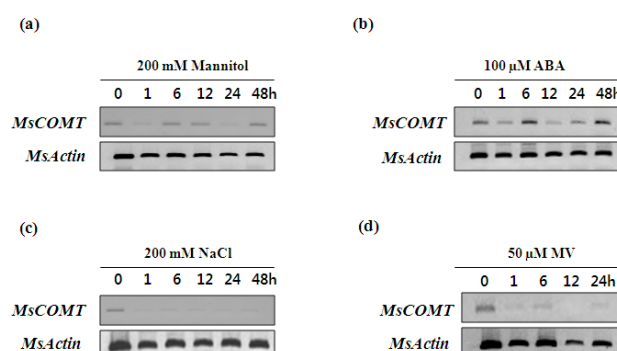 (a)
200 mM Mannitol
0 1 6 12 24 48h
MsCOMT
MsActin
(b)
100 µM ABA
0 1 6 12 24 48h
MsCOMT
MsActin
(c)
200 mM NaCl
0 1 6 12 24 48h
MsCOMT
MsActin
(d)
50 µM MV
0 1 6 12 24h
MsCOMT
MsActin